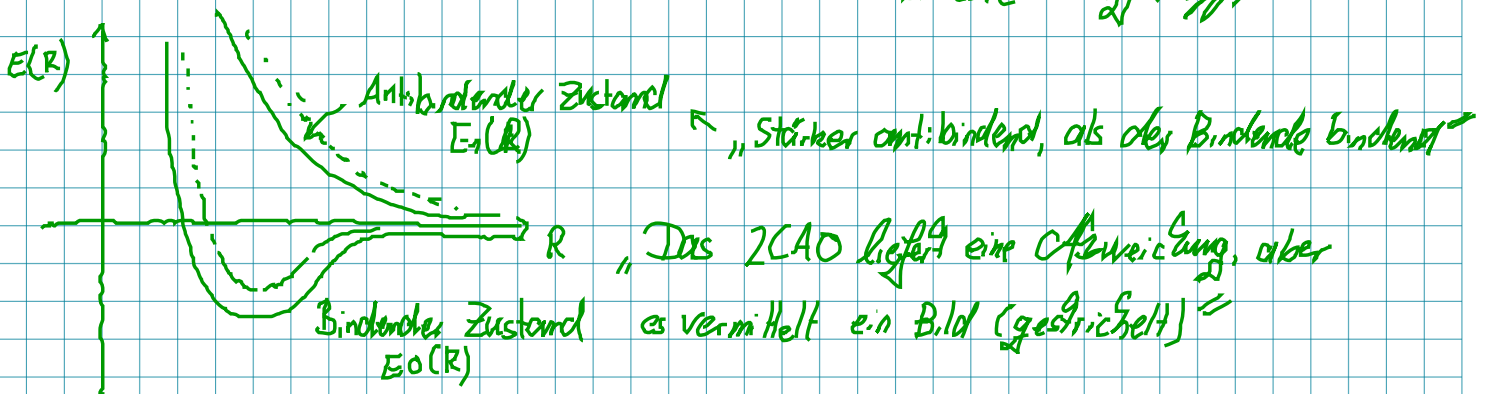 E(R)
Antibindender Zustand
E₁(R)
„Stärker antibindend, als der Bindende bindend"
R
„Das LCAO liefert eine Abweichung, aber
es vermittelt ein Bild (gestrichelt)"
Bindender Zustand
E0(R)